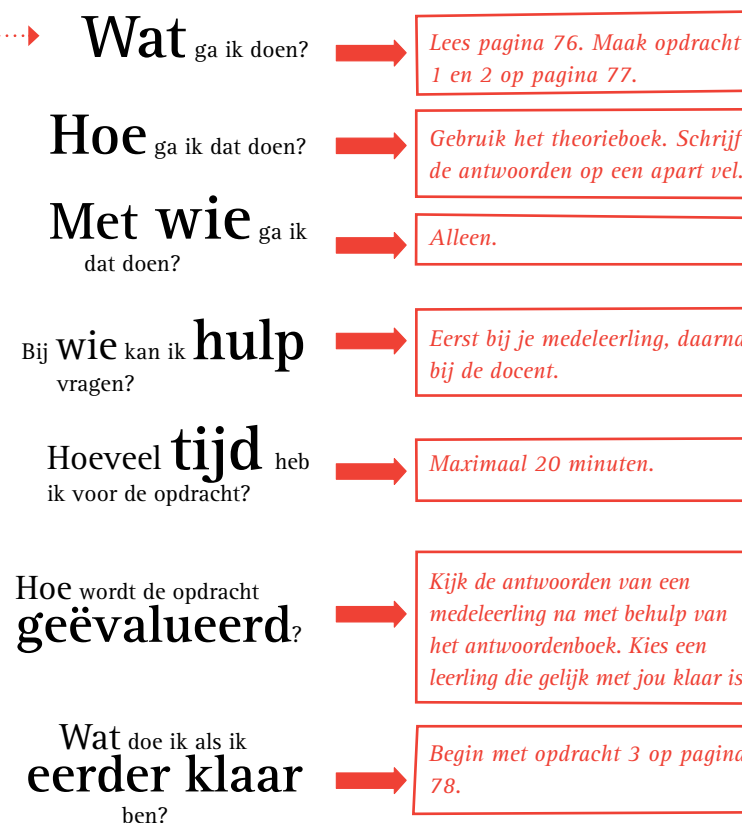 Wat ga ik doen?
Lees pagina 76. Maak opdracht
1 en 2 op pagina 77.
Hoe ga ik dat doen?
Gebruik het theorieboek. Schrijf
de antwoorden op een apart vel.
Met wie ga ik
dat doen?
Alleen.
Bij wie kan ik hulp
vragen?
Eerst bij je medeleerling, daarna
bij de docent.
Hoeveel tijd heb
ik voor de opdracht?
Maximaal 20 minuten.
Hoe wordt de opdracht
geëvalueerd?
Kijk de antwoorden van een
medeleerling na met behulp van
het antwoordenboek. Kies een
leerling die gelijk met jou klaar is
Wat doe ik als ik
eerder klaar
ben?
Begin met opdracht 3 op pagina
78.